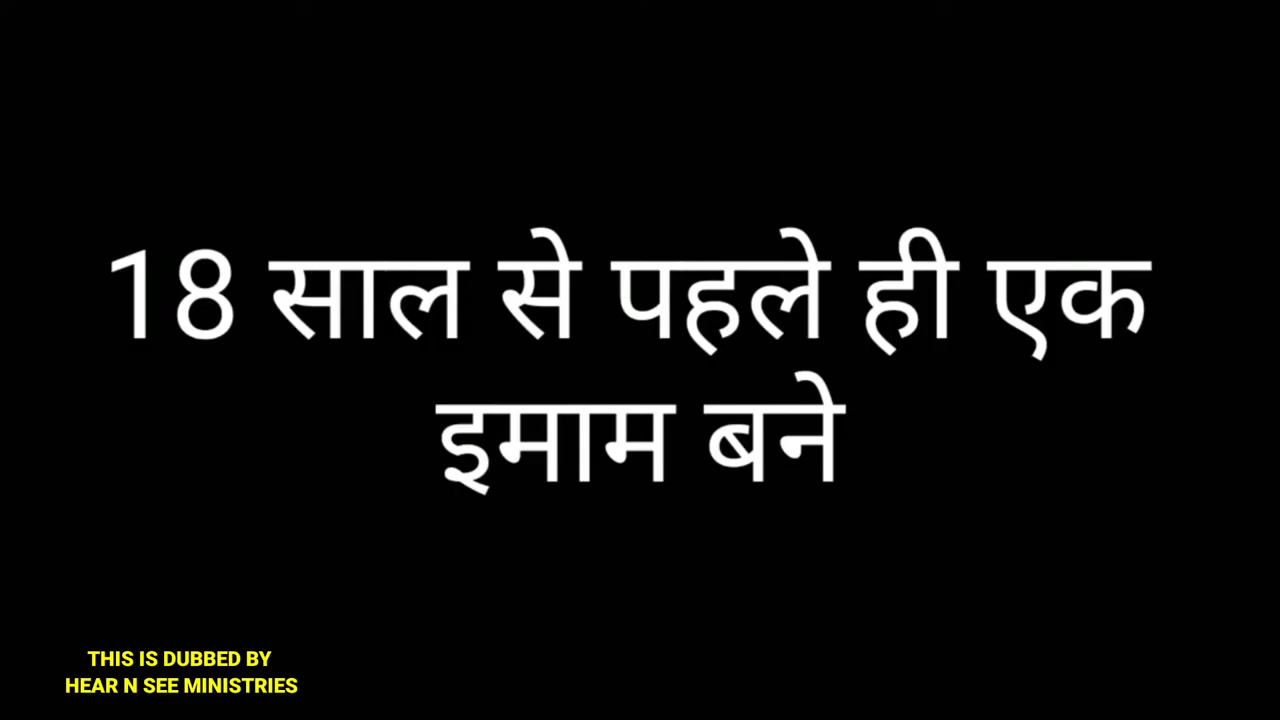 18 साल से पहले ही एक
इमाम बने
THIS IS DUBBED BY
HEAR N SEE MINISTRIES